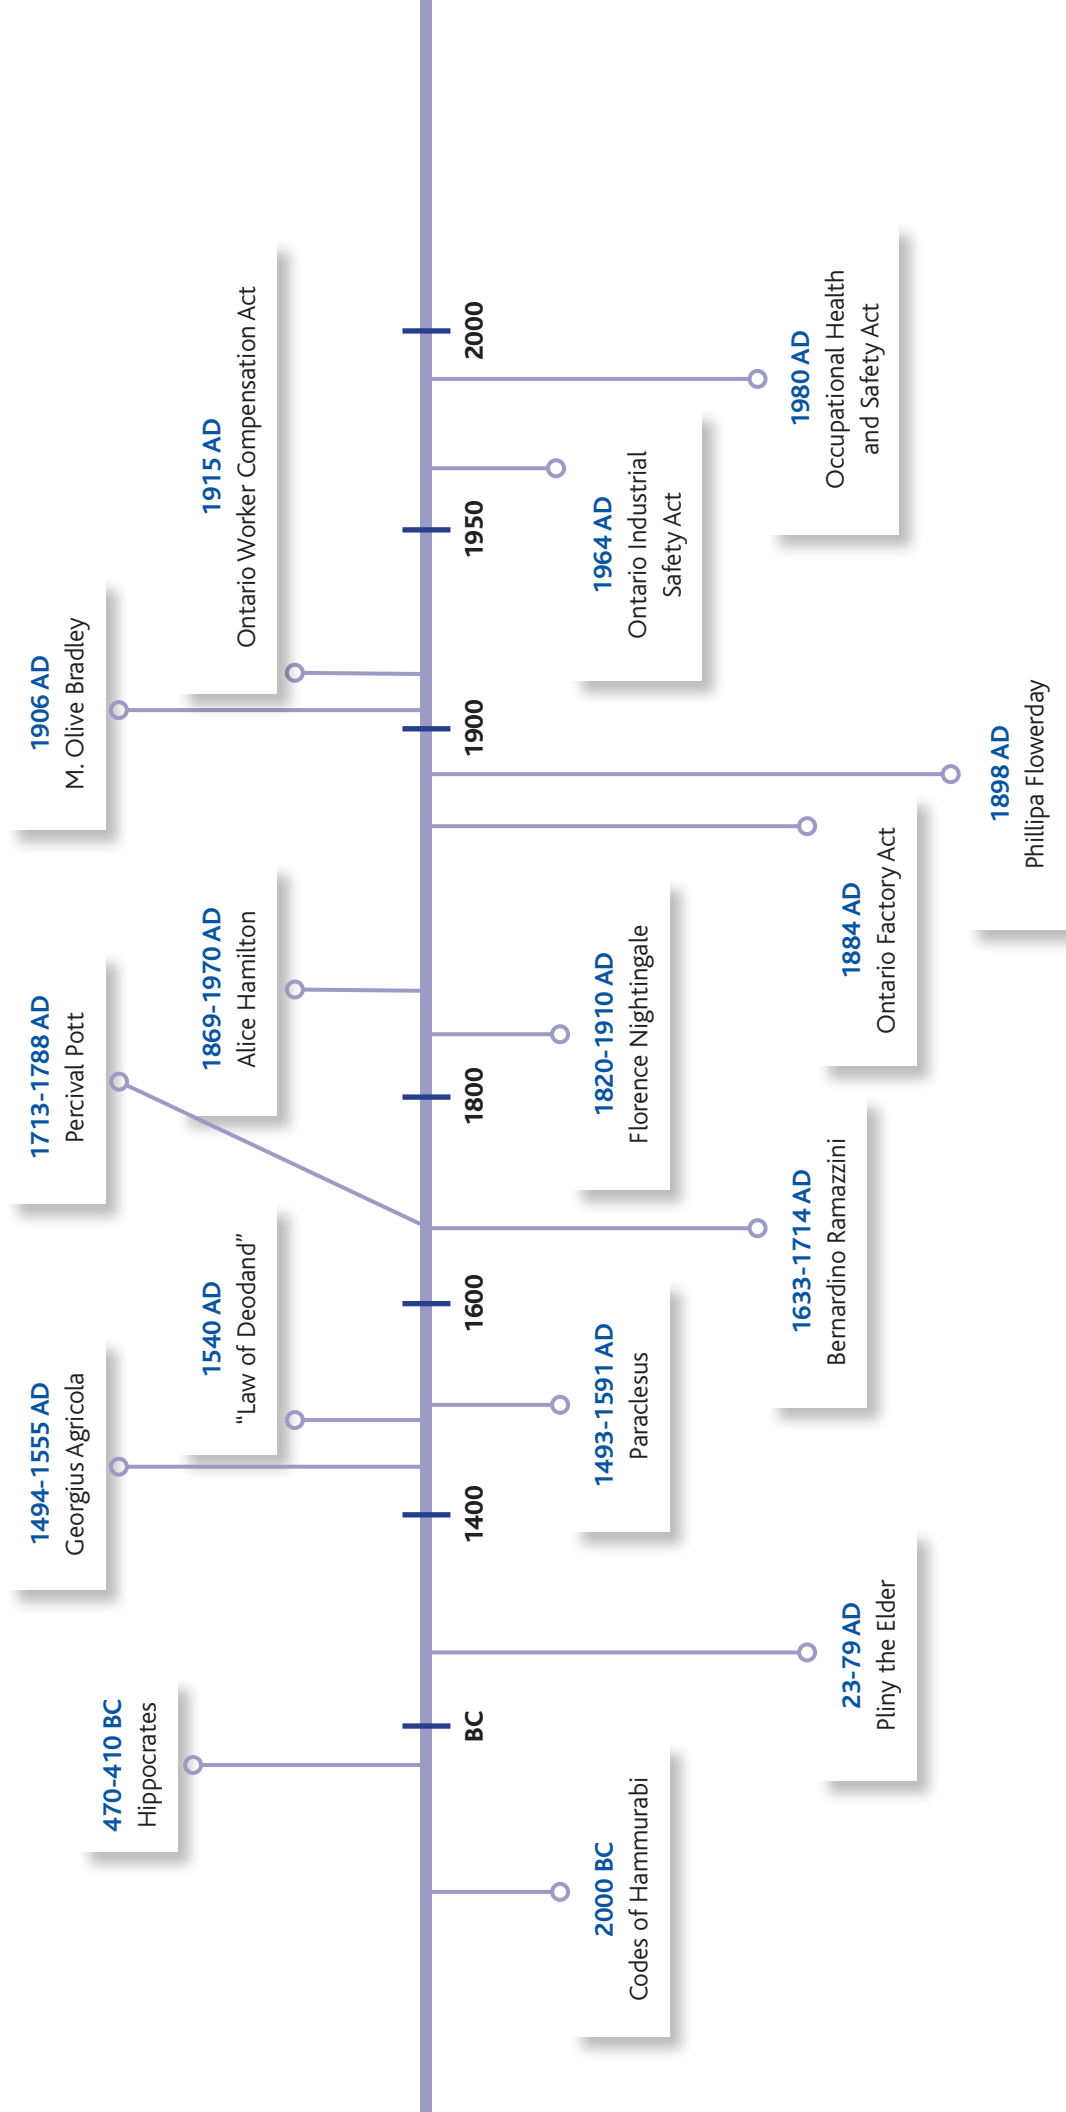 470-410 BC
Hippocrates
1494-1555 AD
Georgius Agricola
1540 AD
“Law of Deodand”
1713-1788 AD
Percival Pott
1869-1970 AD
Alice Hamilton
1906 AD
M. Olive Bradley
1915 AD
Ontario Worker Compensation Act
BC
1400
1600
1800
1900
1950
2000
2000 BC
Codes of Hammurabi
23-79 AD
Pliny the Elder
1493-1591 AD
Paraclesus
1633-1714 AD
Bernardino Ramazzini
1820-1910 AD
Florence Nightingale
1884 AD
Ontario Factory Act
1898 AD
Phillipa Flowerday
1964 AD
Ontario Industrial
Safety Act
1980 AD
Occupational Health
and Safety Act